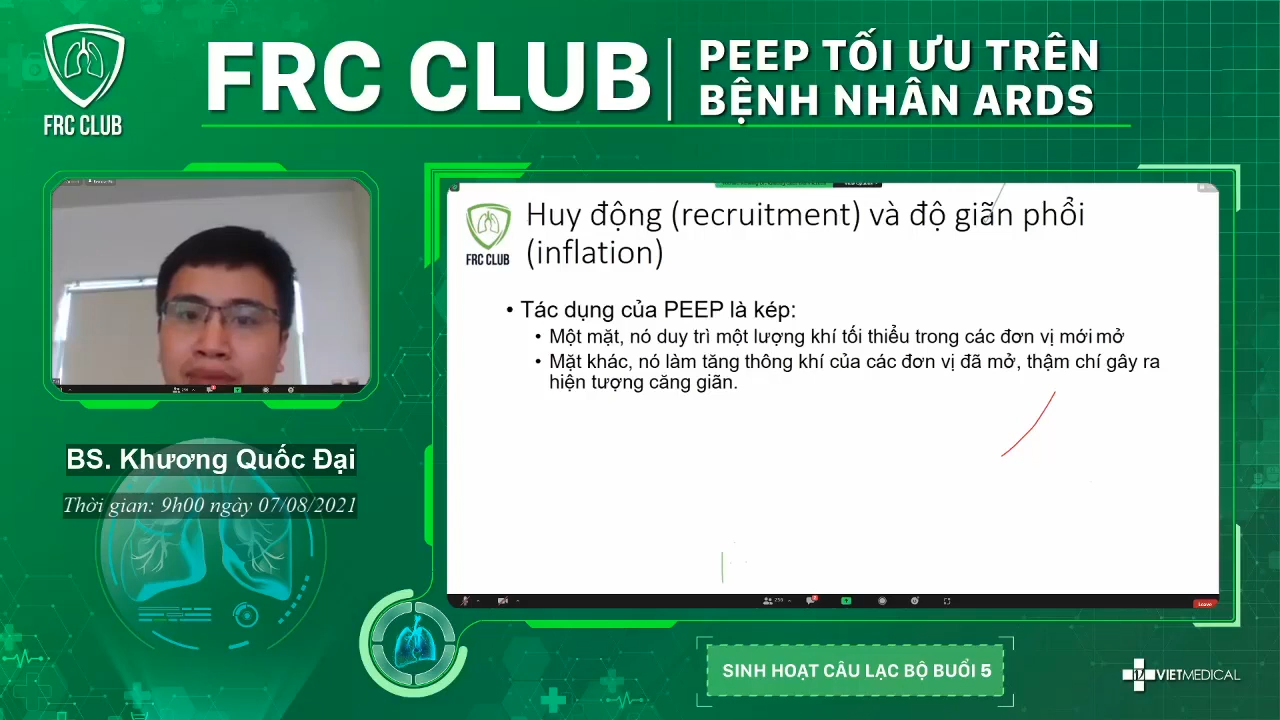 FRC CLUB
FRC CLUB
PEEP TỐI ƯU TRÊN
BỆNH NHÂN ARDS
FRC CLUB
Huy động (recruitment) và độ giãn phổi
(inflation)
• Tác dụng của PEEP là kép:
• Một mặt, nó duy trì một lượng khí tối thiểu trong các đơn vị mới mở
• Mặt khác, nó làm tăng thông khí của các đơn vị đã mở, thậm chí gây ra
hiện tượng căng giãn.
BS. Khương Quốc Đại
Thời gian: 9h00 ngày 07/08/2021
Leave
SINH HOẠT CÂU LẠC BỘ BUỔI 5
VIETMEDICAL